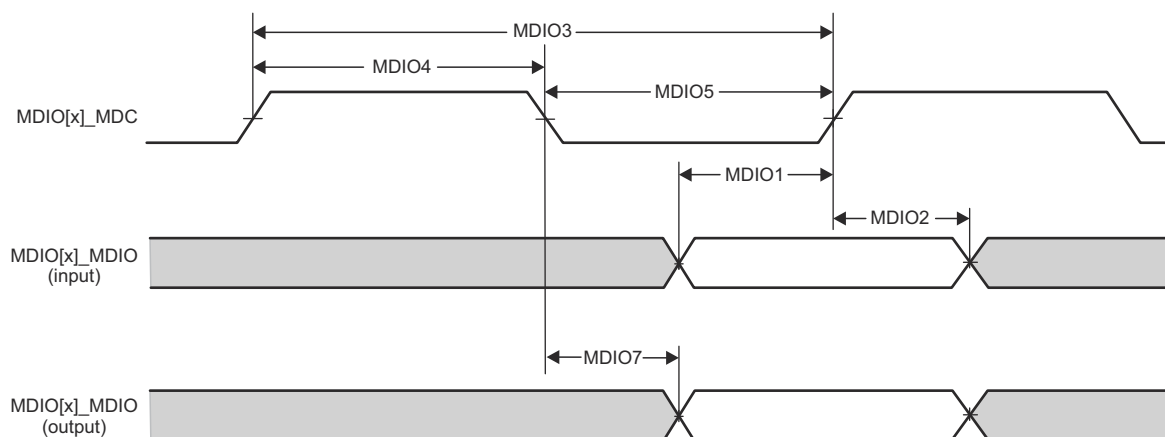 MDIO3
MDIO4
MDIO5
MDIO[x]_MDC
MDIO1
MDIO2
MDIO[x]_MDIO
(input)
MDIO7
MDIO[x]_MDIO
(output)